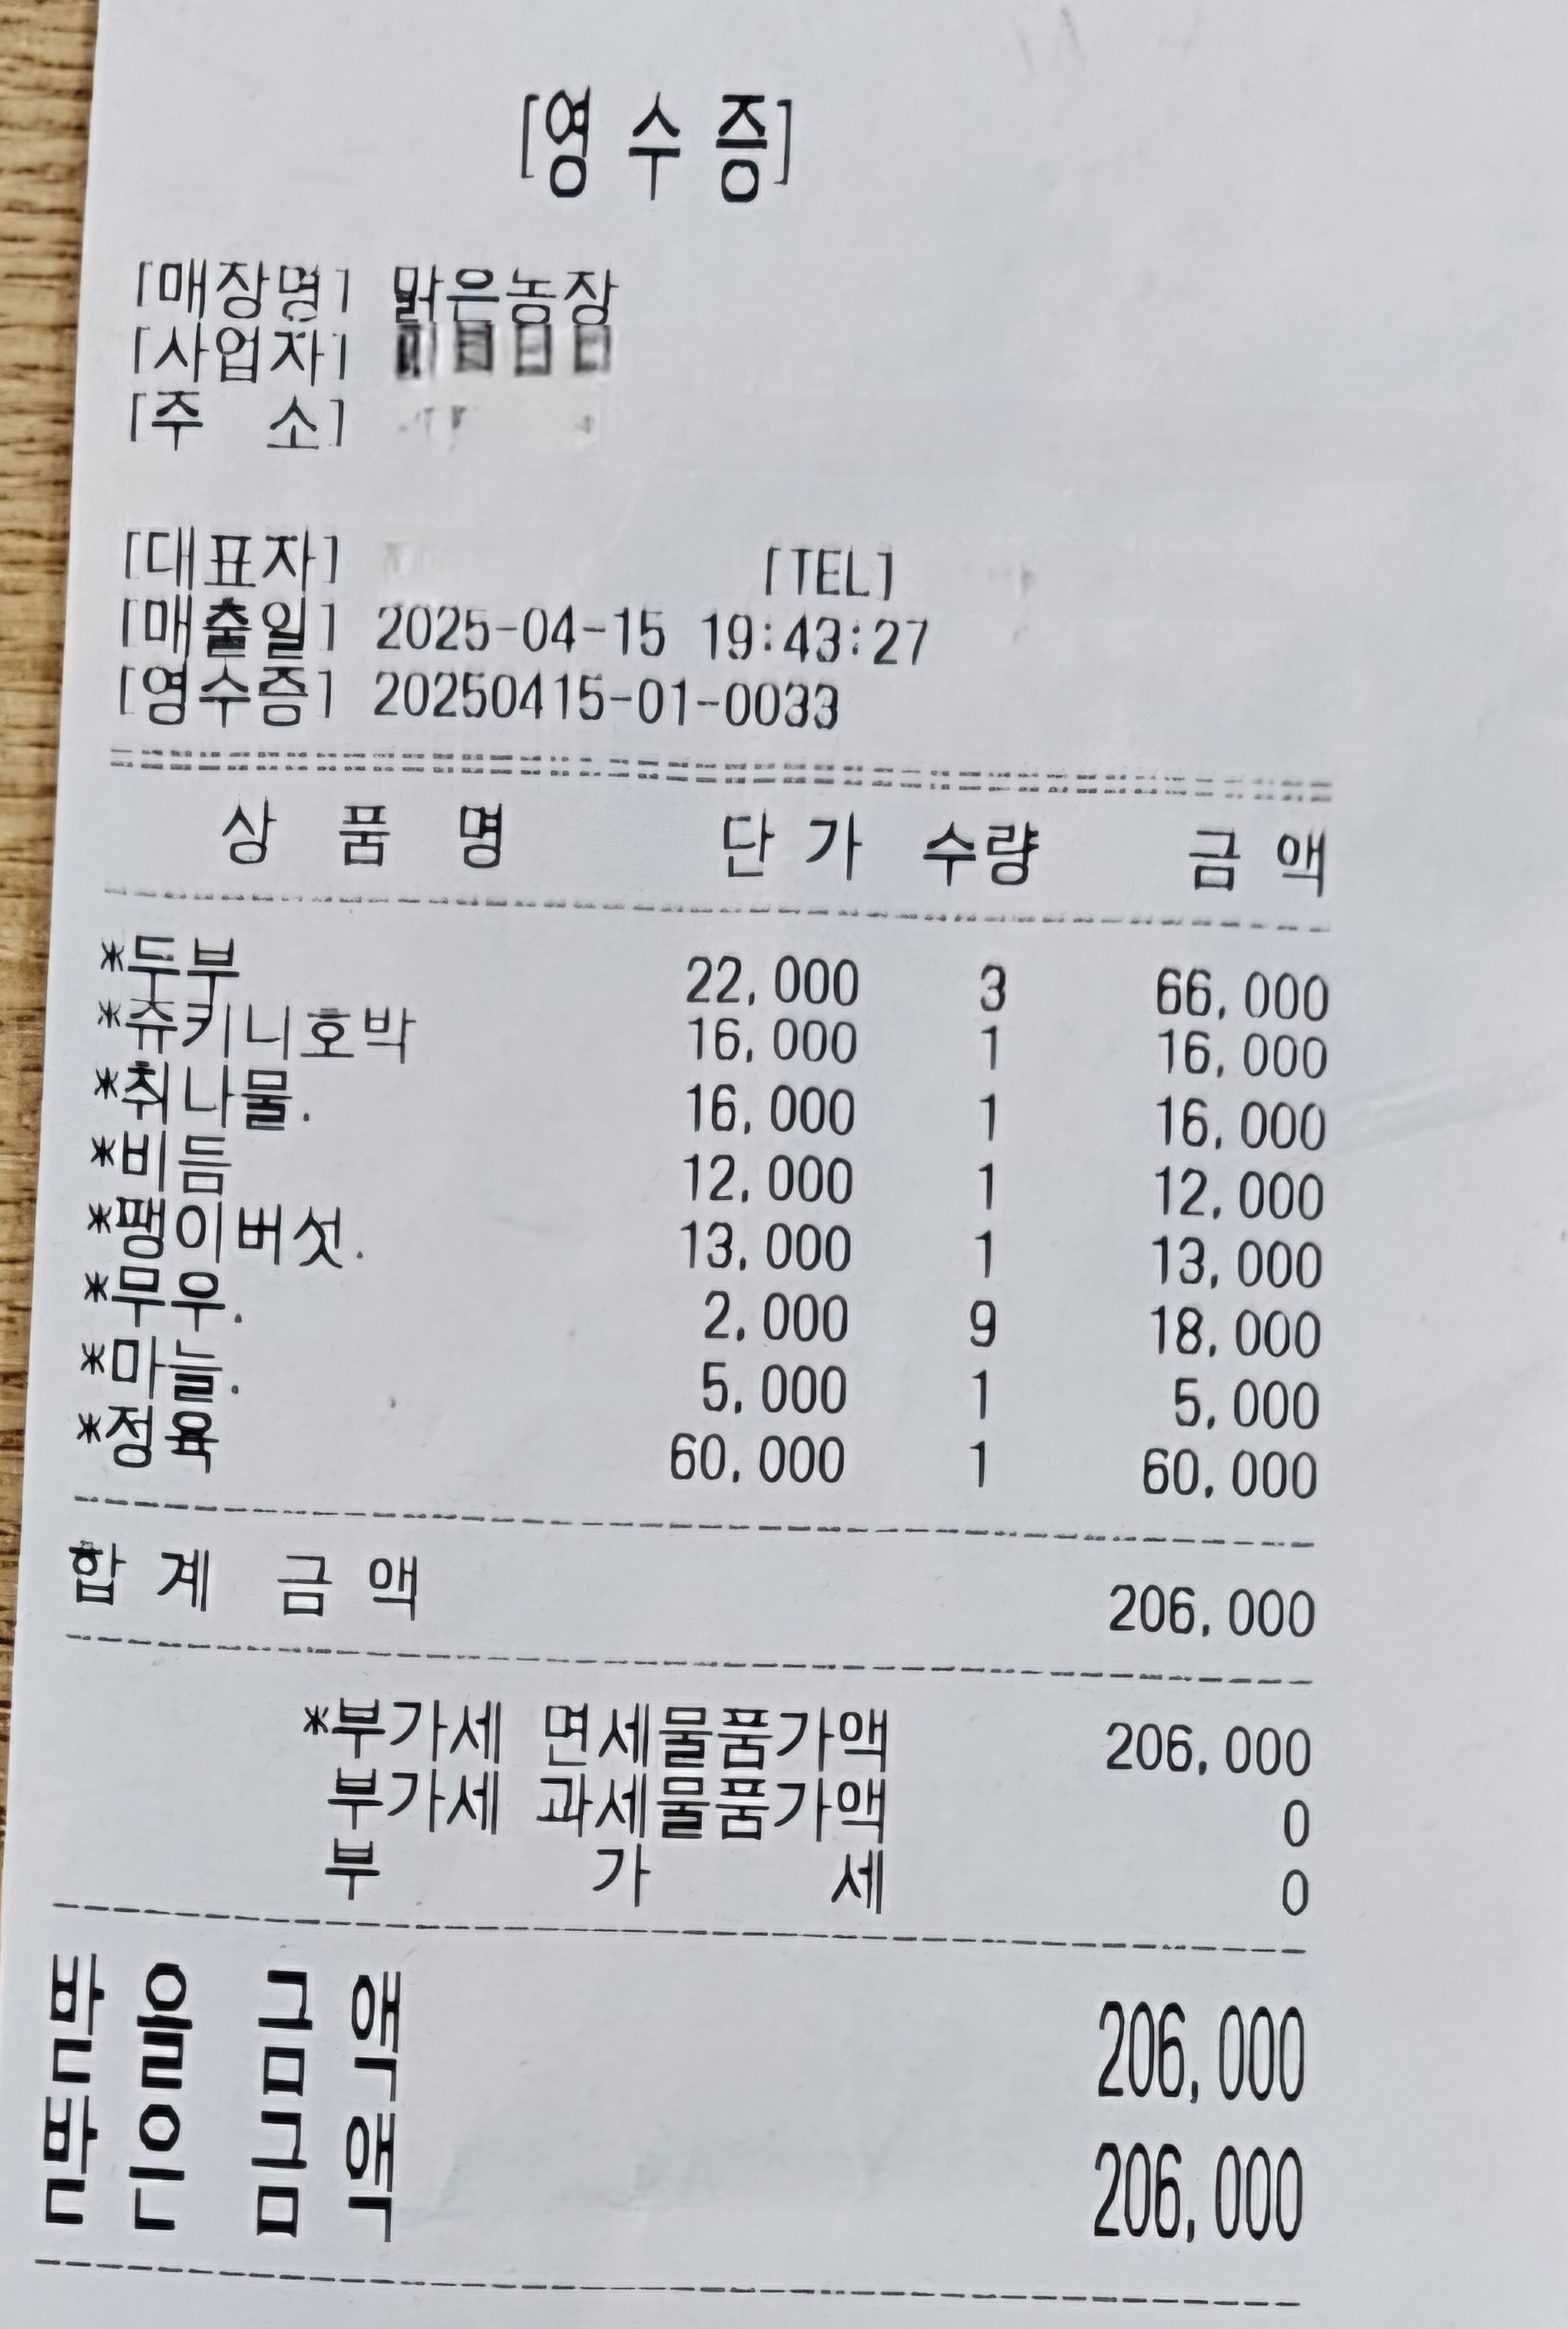 [영 수 증]
[매장명] 맑은농장
[사업자]
[주 소]
[대표자] [TEL]
[매출일] 2025-04-15 19:43:27
[영수증] 20250415-01-0033
상 품 명 단 가 수량 금 액
*두부 22,000 3 66,000
*쥬키니호박 16,000 1 16,000
*취나물. 16,000 1 16,000
*비듬 12,000 1 12,000
*팽이버섯. 13,000 1 13,000
*무우. 2,000 9 18,000
*마늘. 5,000 1 5,000
*정육 60,000 1 60,000
합 계 금 액 206,000
*부가세 면세물품가액 206,000
부가세 과세물품가액 0
부 가 세 0
받 을 금 액 206,000
받 은 금 액 206,000